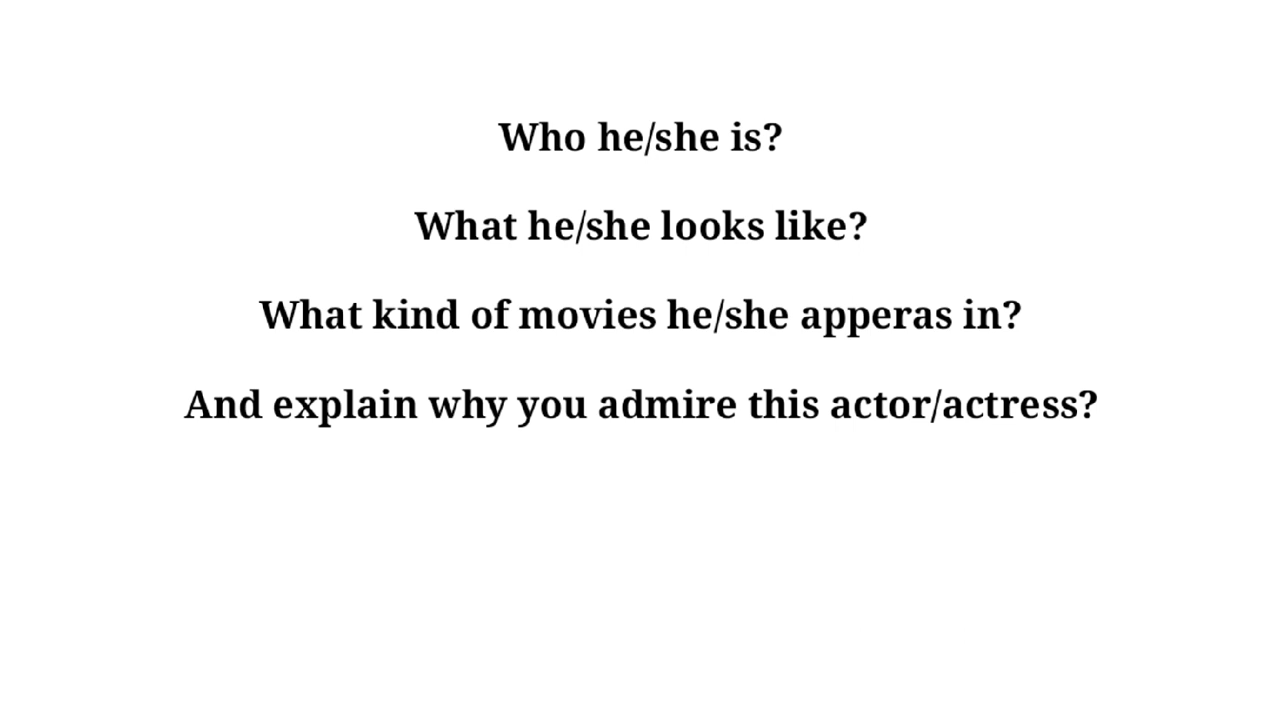 Who he/she is?
What he/she looks like?
What kind of movies he/she apperas in?
And explain why you admire this actor/actress?